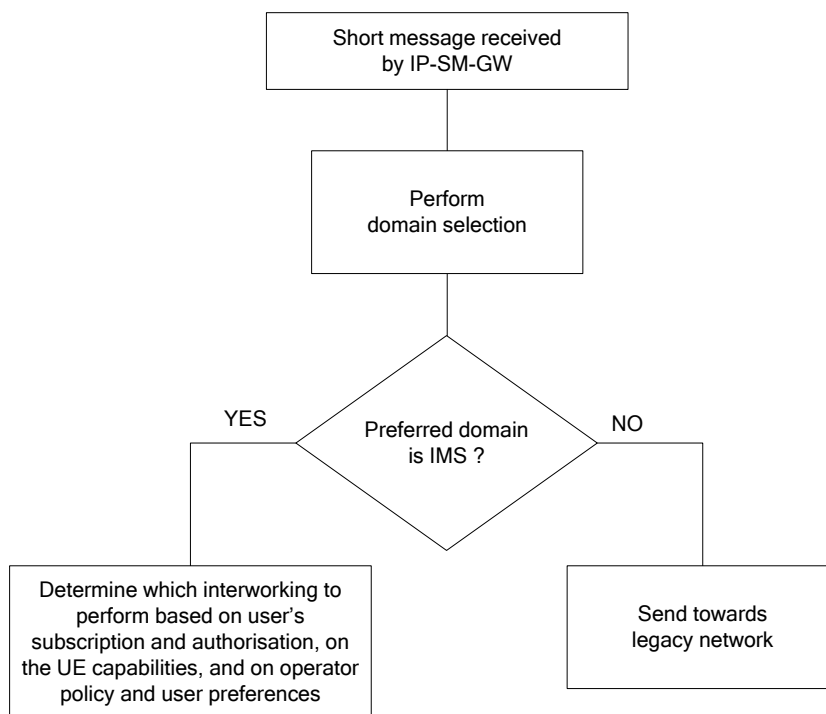 Short message received
by IP-SM-GW
Perform
domain selection
YES
Preferred domain
is IMS ?
NO
Determine which interworking to
perform based on user's
subscription and authorisation, on
the UE capabilities, and on operator
policy and user preferences
Send towards
legacy network